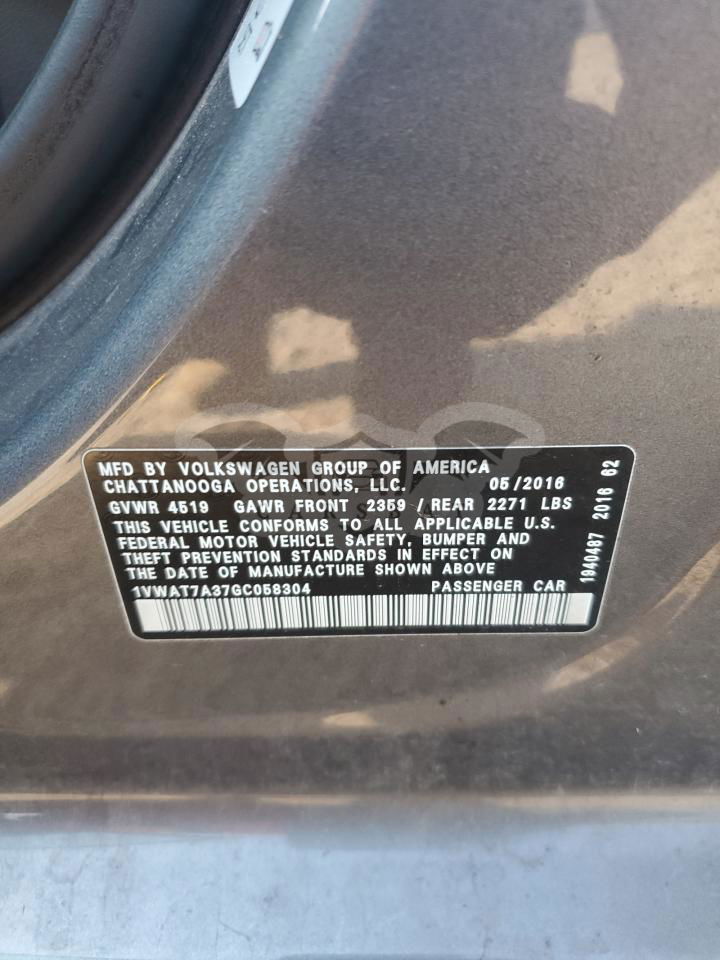 MFD BY VOLKSWAGEN GROUP OF AMERICA
CHATTANOOGA OPERATIONS, LLC. 05/2016
GVWR 4519 GAWR FRONT 2359 / REAR 2271 LBS
THIS VEHICLE CONFORMS TO ALL APPLICABLE U.S.
FEDERAL MOTOR VEHICLE SAFETY, BUMPER AND
THEFT PREVENTION STANDARDS IN EFFECT ON
THE DATE OF MANUFACTURE SHOWN ABOVE
1VWAT7A37GC058304 PASSENGER CAR
1940487 2016 62